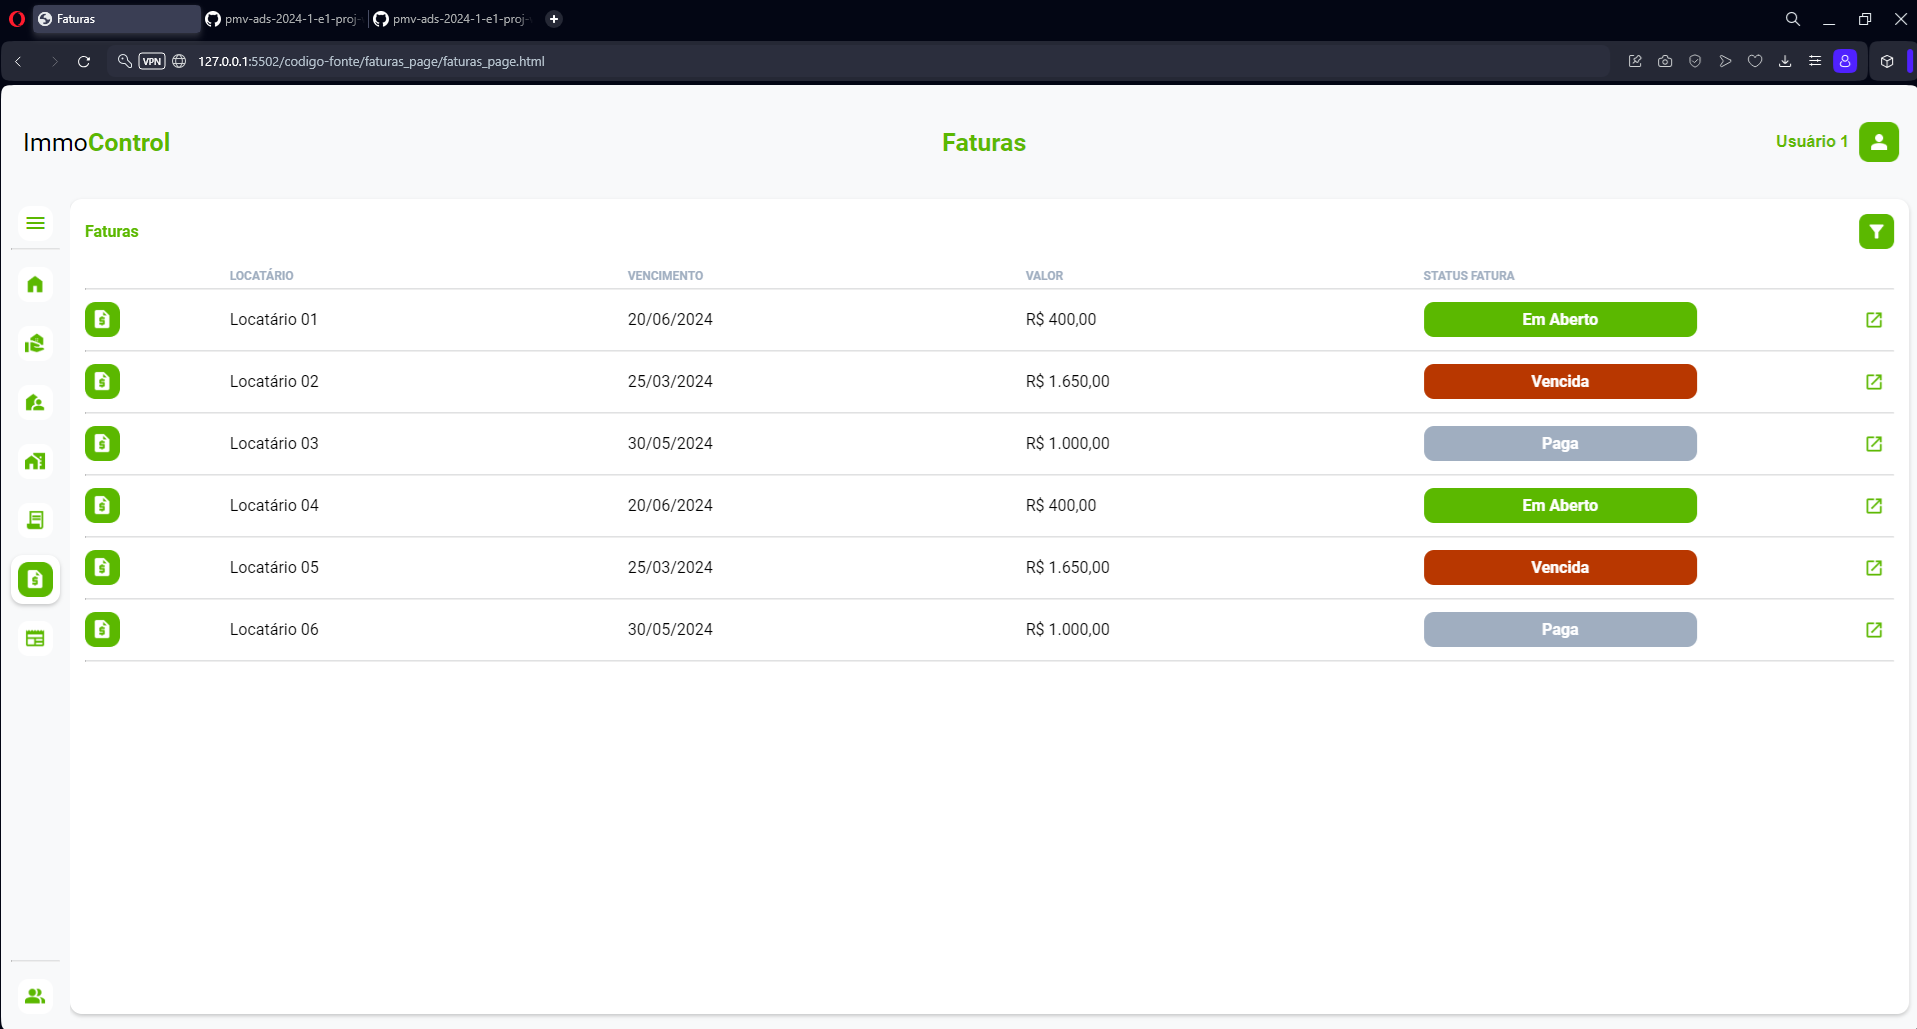 Faturas
pmv-ads-2024-1-e1-proj-
pmv-ads-2024-1-e1-proj-
VPN
127.0.0.1:5502/codigo-fonte/faturas_page/faturas_page.html
ImmoControl
Faturas
Usuário 1
Faturas
LOCATÁRIO VENCIMENTO VALOR STATUS FATURA
Locatário 01 20/06/2024 R$ 400,00 Em Aberto
Locatário 02 25/03/2024 R$ 1.650,00 Vencida
Locatário 03 30/05/2024 R$ 1.000,00 Paga
Locatário 04 20/06/2024 R$ 400,00 Em Aberto
Locatário 05 25/03/2024 R$ 1.650,00 Vencida
Locatário 06 30/05/2024 R$ 1.000,00 Paga